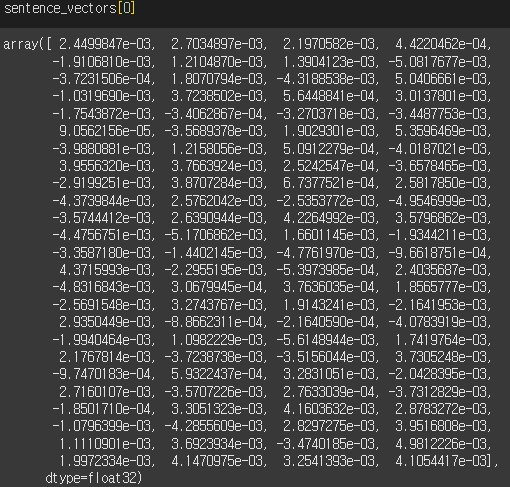 sentence_vectors[0]
array([ 2.4499847e-03, 2.7034897e-03, 2.1970582e-03, 4.4220462e-04,
-1.9106810e-03, 1.2104870e-03, 1.3904123e-03, -5.0817677e-03,
-3.7231506e-04, 1.8070794e-04, -4.3188538e-03, 5.0406661e-03,
-1.0319690e-03, 3.7238502e-03, 5.6448841e-04, 3.0137801e-03,
-1.7543872e-03, -3.4062867e-04, -3.2703718e-03, -3.4487753e-03,
9.0562156e-05, -3.5689378e-03, 1.9029301e-03, 5.3596469e-03,
-3.9880881e-03, 1.2158056e-03, 5.0912279e-04, -4.0187021e-03,
3.9556320e-03, 3.7663924e-03, 2.5242547e-04, -3.6578465e-03,
-2.9199251e-03, 3.8707284e-03, 6.7377521e-04, 2.5817850e-03,
-4.3739844e-03, 2.5762042e-03, -2.5353772e-03, -4.9546999e-03,
-3.5744412e-03, 2.6390944e-03, 4.2264992e-03, 3.5796862e-03,
-4.4756751e-03, -5.1706862e-03, 1.6601145e-03, -1.9344211e-03,
-3.3587180e-03, -1.4402145e-03, -4.7761970e-03, -9.6618751e-04,
4.3715993e-03, -2.2955195e-03, -5.3973985e-04, 2.4035687e-03,
-4.8316843e-03, 3.0679945e-04, 3.7636035e-04, 1.8565777e-03,
-2.5691548e-03, 3.2743767e-03, 1.9143241e-03, -2.1641953e-03,
2.9350449e-03, -8.8662311e-04, -2.1640590e-03, -4.0783919e-03,
-1.9940464e-03, 1.0982229e-03, -5.6148944e-03, 1.7419764e-03,
2.1767814e-03, -3.7238738e-03, -3.5156044e-03, 3.7305248e-03,
-9.7470183e-04, 5.9322437e-04, 3.2831051e-03, -2.0428395e-03,
2.7160107e-03, -3.5707226e-03, 2.7633039e-04, -3.7312829e-03,
-1.8501710e-04, 3.3051323e-03, 4.1603632e-03, 2.8783272e-03,
-1.0796399e-03, -4.2855609e-03, 2.8297275e-03, 3.9516808e-03,
1.1110901e-03, 3.6923934e-03, -3.4740185e-03, 4.9812226e-03,
1.9972334e-03, 4.1470975e-03, 3.2541393e-03, 4.1054417e-03],
dtype=float32)